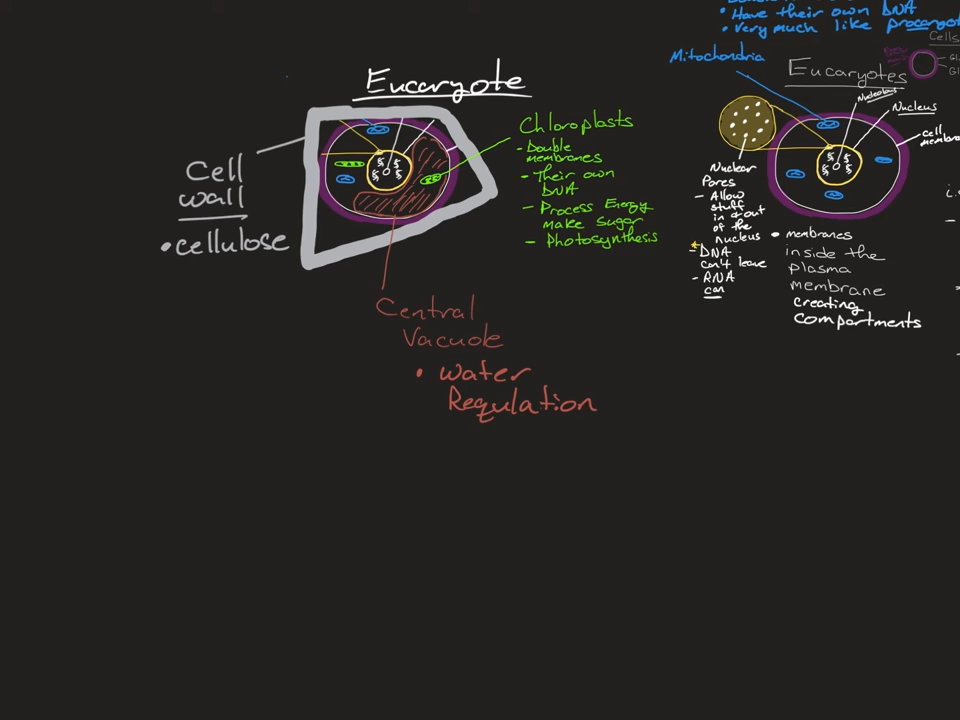 • Have their own DNA
• Very much like
Cells
Mitochondria
Eucaryotes
Nucleolous
Nucleus
cell
Eucaryote
Cell
wall
• cellulose
Chloroplasts
- Double
membranes
- Their own
DNA
- Process Energy
make sugar
- Photosynthesis
Central
Vacuole
• Water
Regulation
Nuclear
Pores
- Allow
stuff
in + out
of the
nucleus
- DNA
can't leave
- RNA
can
• membranes
inside the
plasma
membrane
creating
compartments